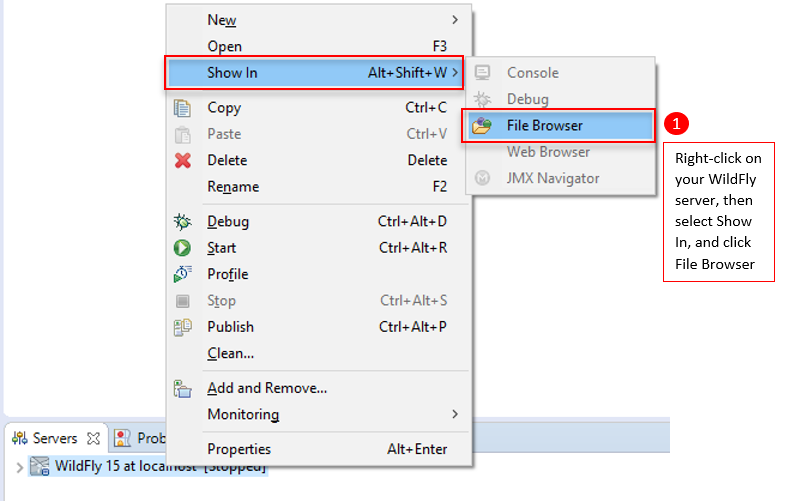 New
Open F3
Show In Alt+Shift+W
Console
Debug
File Browser
Web Browser
JMX Navigator
1
Right-click on
your WildFly
server, then
select Show
In, and click
File Browser
Copy Ctrl+C
Paste Ctrl+V
Delete Delete
Rename F2
Debug Ctrl+Alt+D
Start Ctrl+Alt+R
Profile
Stop Ctrl+Alt+S
Publish Ctrl+Alt+P
Clean...
Add and Remove...
Monitoring
Properties Alt+Enter
Servers Prob
WildFly 15 at localhost [Stopped]